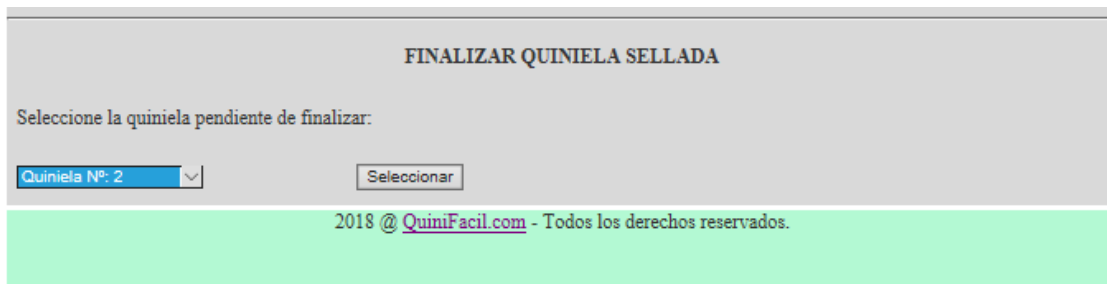 FINALIZAR QUINIELA SELLADA
Seleccione la quiniela pendiente de finalizar:
Quiniela Nº: 2 Seleccionar
2018 @ QuiniFacil.com - Todos los derechos reservados.